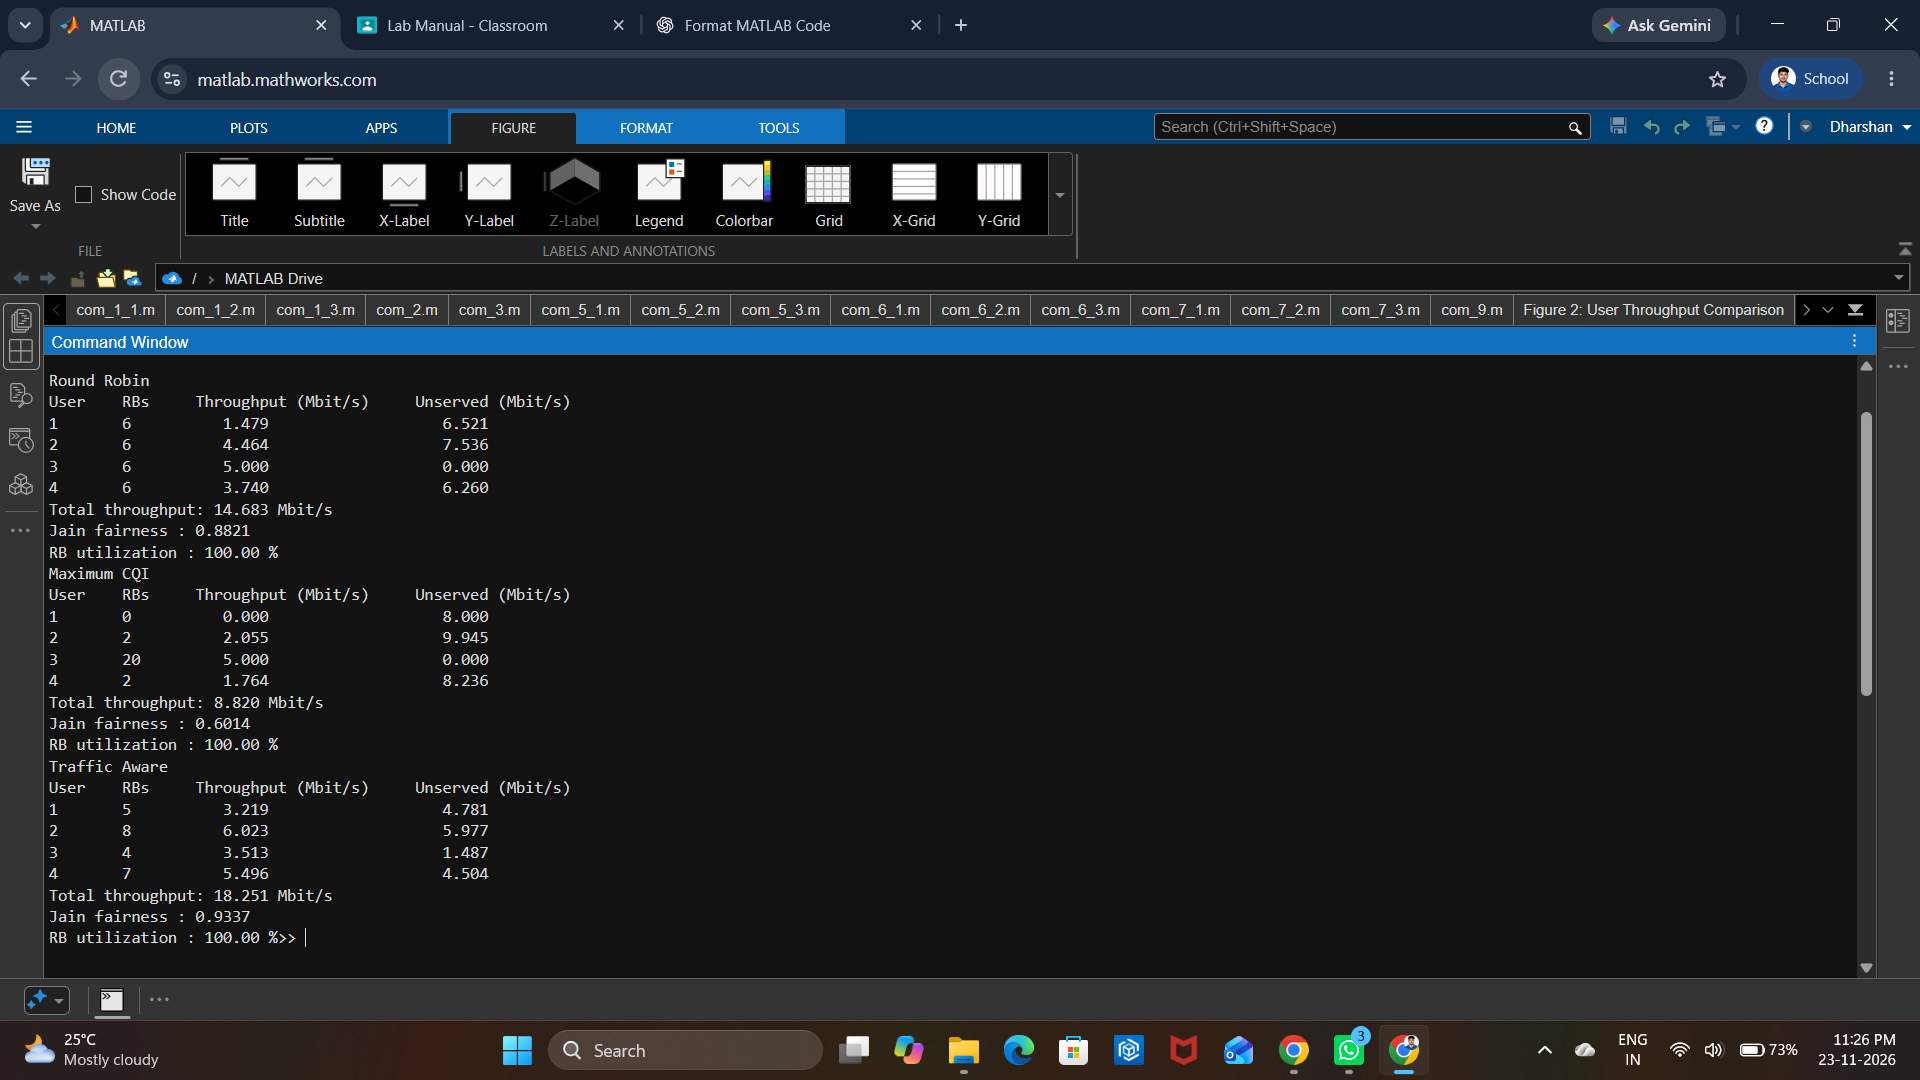 MATLAB
Lab Manual - Classroom
Format MATLAB Code
Ask Gemini
matlab.mathworks.com
School
HOME PLOTS APPS FIGURE FORMAT TOOLS
Search (Ctrl+Shift+Space)
Dharshan
Save As
Show Code
Title Subtitle X-Label Y-Label Z-Label Legend Colorbar Grid X-Grid Y-Grid
FILE
LABELS AND ANNOTATIONS
/ MATLAB Drive
com_1_1.m com_1_2.m com_1_3.m com_2.m com_3.m com_5_1.m com_5_2.m com_5_3.m com_6_1.m com_6_2.m com_6_3.m com_7_1.m com_7_2.m com_7_3.m com_9.m Figure 2: User Throughput Comparison
Command Window
Round Robin
User RBs Throughput (Mbit/s) Unserved (Mbit/s)
1 6 1.479 6.521
2 6 4.464 7.536
3 6 5.000 0.000
4 6 3.740 6.260
Total throughput: 14.683 Mbit/s
Jain fairness : 0.8821
RB utilization : 100.00 %
Maximum CQI
User RBs Throughput (Mbit/s) Unserved (Mbit/s)
1 0 0.000 8.000
2 2 2.055 9.945
3 20 5.000 0.000
4 2 1.764 8.236
Total throughput: 8.820 Mbit/s
Jain fairness : 0.6014
RB utilization : 100.00 %
Traffic Aware
User RBs Throughput (Mbit/s) Unserved (Mbit/s)
1 5 3.219 4.781
2 8 6.023 5.977
3 4 3.513 1.487
4 7 5.496 4.504
Total throughput: 18.251 Mbit/s
Jain fairness : 0.9337
RB utilization : 100.00 %>>
25°C
Mostly cloudy
Search
3
ENG
IN
73%
11:26 PM
23-11-2026